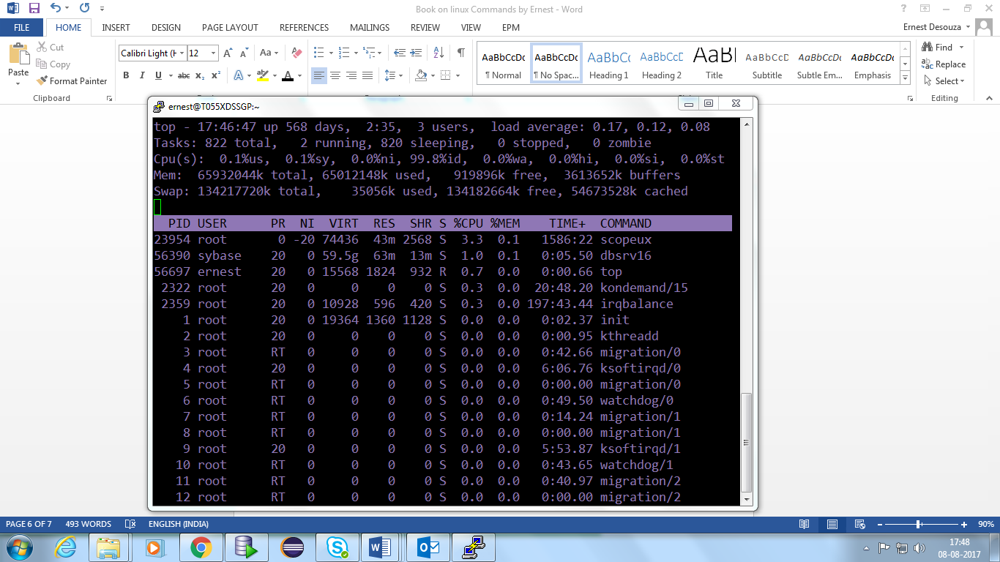 Book on linux Commands by Ernest - Word
FILE HOME INSERT DESIGN PAGE LAYOUT REFERENCES MAILINGS REVIEW VIEW EPM Ernest Desouza
Paste
Cut
Copy
Format Painter
Clipboard
Calibri Light (H 12
B I U abc x2 x2
AaBbCcDc AaBbCcDc AaBbCc AaBbCcD AaBl AaBbCcD AaBbCcDc AaBbCcDc
¶ Normal ¶ No Spac... Heading 1 Heading 2 Title Subtitle Subtle Em... Emphasis
Find
Replace
Select
Editing
ernest@T055XDSSGP:~
top - 17:46:47 up 568 days,  2:35,  3 users,  load average: 0.17, 0.12, 0.08
Tasks: 822 total,   2 running, 820 sleeping,   0 stopped,   0 zombie
Cpu(s):  0.1%us,  0.1%sy,  0.0%ni, 99.8%id,  0.0%wa,  0.0%hi,  0.0%si,  0.0%st
Mem:  65932044k total, 65012148k used,   919896k free,  3613652k buffers
Swap: 134217720k total,    35056k used, 134182664k free, 54673528k cached
PID USER PR NI VIRT RES SHR S %CPU %MEM TIME+ COMMAND
23954 root 0 -20 74436 43m 2568 S 3.3 0.1 1586:22 scopeux
56390 sybase 20 0 59.5g 63m 13m S 1.0 0.1 0:05.50 dbsrv16
56697 ernest 20 0 15568 1824 932 R 0.7 0.0 0:00.66 top
2322 root 20 0 0 0 0 S 0.3 0.0 20:48.20 kondemand/15
2359 root 20 0 10928 596 420 S 0.3 0.0 197:43.44 irqbalance
1 root 20 0 19364 1360 1128 S 0.0 0.0 0:02.37 init
2 root 20 0 0 0 0 S 0.0 0.0 0:00.95 kthreadd
3 root RT 0 0 0 0 S 0.0 0.0 0:42.66 migration/0
4 root 20 0 0 0 0 S 0.0 0.0 6:06.76 ksoftirqd/0
5 root RT 0 0 0 0 S 0.0 0.0 0:00.00 migration/0
6 root RT 0 0 0 0 S 0.0 0.0 0:49.50 watchdog/0
7 root RT 0 0 0 0 S 0.0 0.0 0:14.24 migration/1
8 root RT 0 0 0 0 S 0.0 0.0 0:00.00 migration/1
9 root 20 0 0 0 0 S 0.0 0.0 5:53.87 ksoftirqd/1
10 root RT 0 0 0 0 S 0.0 0.0 0:43.65 watchdog/1
11 root RT 0 0 0 0 S 0.0 0.0 0:40.97 migration/2
12 root RT 0 0 0 0 S 0.0 0.0 0:00.00 migration/2
PAGE 6 OF 7 493 WORDS ENGLISH (INDIA) 90%
17:48
08-08-2017